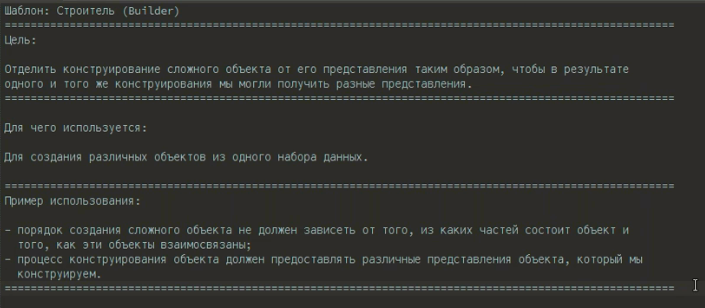 Шаблон: Строитель (Builder)
========================================================================================================
Цель:
Отделить конструирование сложного объекта от его представления таким образом, чтобы в результате
одного и того же конструирования мы могли получить разные представления.
========================================================================================================
Для чего используется:
Для создания различных объектов из одного набора данных.
========================================================================================================
Пример использования:
- порядок создания сложного объекта не должен зависеть от того, из каких частей состоит объект и
того, как эти объекты взаимосвязаны;
- процесс конструирования объекта должен предоставлять различные представления объекта, который мы
конструируем.
========================================================================================================